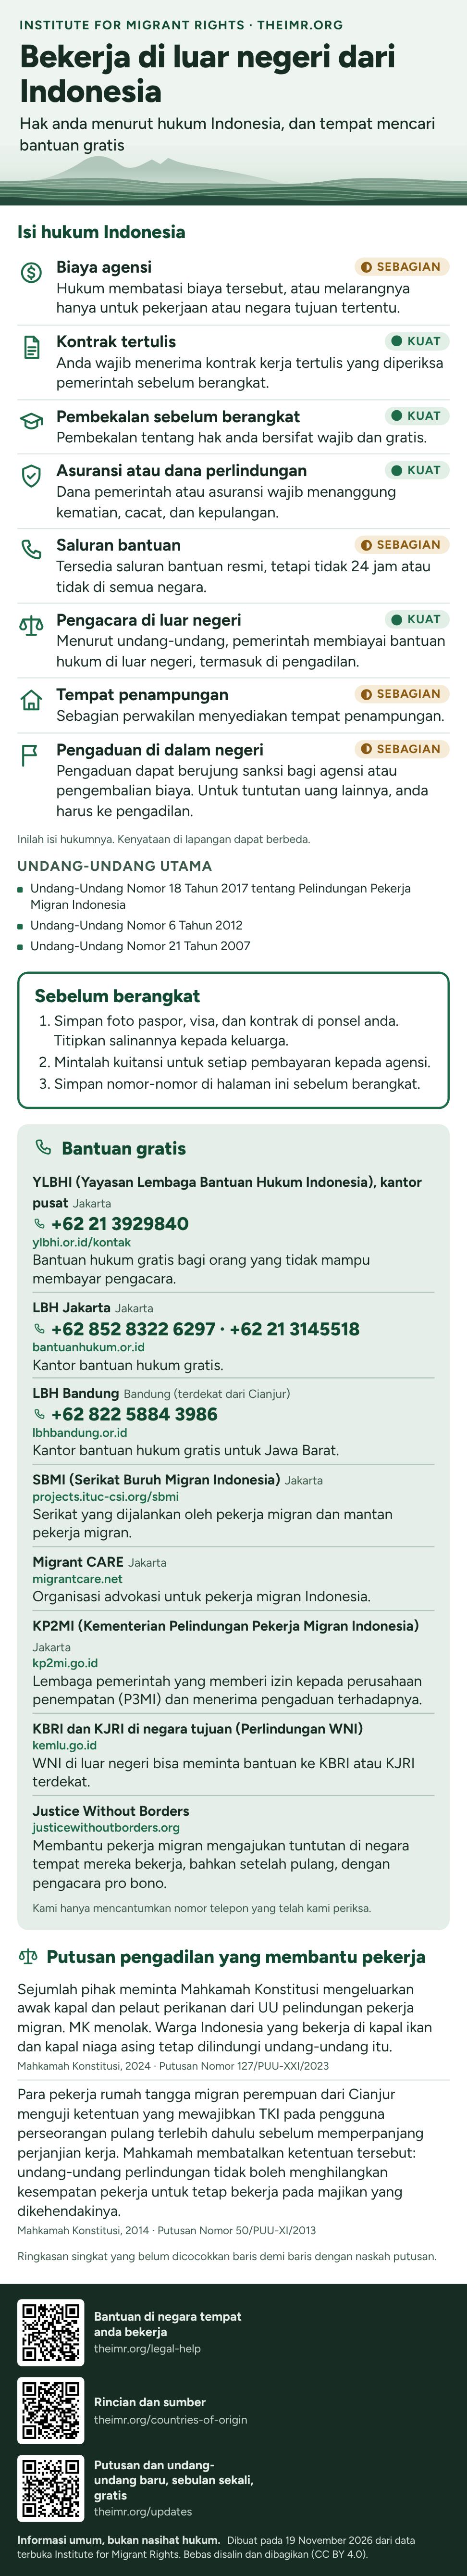 INSTITUTE FOR MIGRANT RIGHTS · THEIMR.ORG
Bekerja di luar negeri dari
Indonesia
Hak anda menurut hukum Indonesia, dan tempat mencari
bantuan gratis
Isi hukum Indonesia
Biaya agensi
SEBAGIAN
Hukum membatasi biaya tersebut, atau melarangnya
hanya untuk pekerjaan atau negara tujuan tertentu.
Kontrak tertulis
KUAT
Anda wajib menerima kontrak kerja tertulis yang diperiksa
pemerintah sebelum berangkat.
Pembekalan sebelum berangkat
KUAT
Pembekalan tentang hak anda bersifat wajib dan gratis.
Asuransi atau dana perlindungan
KUAT
Dana pemerintah atau asuransi wajib menanggung
kematian, cacat, dan kepulangan.
Saluran bantuan
SEBAGIAN
Tersedia saluran bantuan resmi, tetapi tidak 24 jam atau
tidak di semua negara.
Pengacara di luar negeri
KUAT
Menurut undang-undang, pemerintah membiayai bantuan
hukum di luar negeri, termasuk di pengadilan.
Tempat penampungan
SEBAGIAN
Sebagian perwakilan menyediakan tempat penampungan.
Pengaduan di dalam negeri
SEBAGIAN
Pengaduan dapat berujung sanksi bagi agensi atau
pengembalian biaya. Untuk tuntutan uang lainnya, anda
harus ke pengadilan.
Inilah isi hukumnya. Kenyataan di lapangan dapat berbeda.
UNDANG-UNDANG UTAMA
Undang-Undang Nomor 18 Tahun 2017 tentang Pelindungan Pekerja
Migran Indonesia
Undang-Undang Nomor 6 Tahun 2012
Undang-Undang Nomor 21 Tahun 2007
Sebelum berangkat
1. Simpan foto paspor, visa, dan kontrak di ponsel anda.
Titipkan salinannya kepada keluarga.
2. Mintalah kuitansi untuk setiap pembayaran kepada agensi.
3. Simpan nomor-nomor di halaman ini sebelum berangkat.
Bantuan gratis
YLBHI (Yayasan Lembaga Bantuan Hukum Indonesia), kantor
pusat Jakarta
+62 21 3929840
ylbhi.or.id/kontak
Bantuan hukum gratis bagi orang yang tidak mampu
membayar pengacara.
LBH Jakarta Jakarta
+62 852 8322 6297 · +62 21 3145518
bantuanhukum.or.id
Kantor bantuan hukum gratis.
LBH Bandung Bandung (terdekat dari Cianjur)
+62 822 5884 3986
lbhbandung.or.id
Kantor bantuan hukum gratis untuk Jawa Barat.
SBMI (Serikat Buruh Migran Indonesia) Jakarta
projects.ituc-csi.org/sbmi
Serikat yang dijalankan oleh pekerja migran dan mantan
pekerja migran.
Migrant CARE Jakarta
migrantcare.net
Organisasi advokasi untuk pekerja migran Indonesia.
KP2MI (Kementerian Pelindungan Pekerja Migran Indonesia)
Jakarta
kp2mi.go.id
Lembaga pemerintah yang memberi izin kepada perusahaan
penempatan (P3MI) dan menerima pengaduan terhadapnya.
KBRI dan KJRI di negara tujuan (Perlindungan WNI)
kemlu.go.id
WNI di luar negeri bisa meminta bantuan ke KBRI atau KJRI
terdekat.
Justice Without Borders
justicewithoutborders.org
Membantu pekerja migran mengajukan tuntutan di negara
tempat mereka bekerja, bahkan setelah pulang, dengan
pengacara pro bono.
Kami hanya mencantumkan nomor telepon yang telah kami periksa.
Putusan pengadilan yang membantu pekerja
Sejumlah pihak meminta Mahkamah Konstitusi mengeluarkan
awak kapal dan pelaut perikanan dari UU pelindungan pekerja
migran. MK menolak. Warga Indonesia yang bekerja di kapal ikan
dan kapal niaga asing tetap dilindungi undang-undang itu.
Mahkamah Konstitusi, 2024 · Putusan Nomor 127/PUU-XXI/2023
Para pekerja rumah tangga migran perempuan dari Cianjur
menguji ketentuan yang mewajibkan TKI pada pengguna
perseorangan pulang terlebih dahulu sebelum memperpanjang
perjanjian kerja. Mahkamah membatalkan ketentuan tersebut:
undang-undang perlindungan tidak boleh menghilangkan
kesempatan pekerja untuk tetap bekerja pada majikan yang
dikehendakinya.
Mahkamah Konstitusi, 2014 · Putusan Nomor 50/PUU-XI/2013
Ringkasan singkat yang belum dicocokkan baris demi baris dengan naskah putusan.
Bantuan di negara tempat
anda bekerja
theimr.org/legal-help
Rincian dan sumber
theimr.org/countries-of-origin
Putusan dan undang-
undang baru, sebulan sekali,
gratis
theimr.org/updates
Informasi umum, bukan nasihat hukum. Dibuat pada 19 November 2026 dari data
terbuka Institute for Migrant Rights. Bebas disalin dan dibagikan (CC BY 4.0).